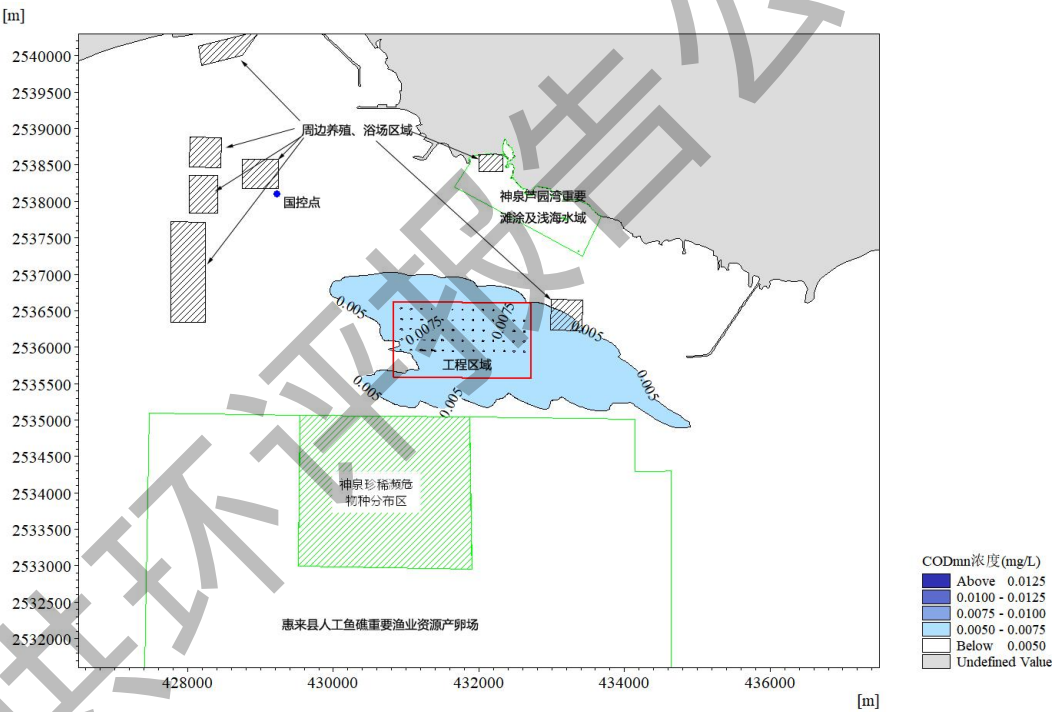 [m]
2540000
2539500
2539000
2538500
2538000
2537500
2537000
2536500
2536000
2535500
2535000
2534500
2534000
2533500
2533000
2532500
2532000
周边养殖、浴场区域
国控点
神泉芦园湾重要
滩涂及浅海水域
0.005
0.0075
0.0075
0.005
工程区域
0.005
0.005
0.005
神泉珍稀濒危
物种分布区
惠来县人工鱼礁重要渔业资源产卵场
428000
430000
432000
434000
436000
[m]
CODmn浓度(mg/L)
Above 0.0125
0.0100 - 0.0125
0.0075 - 0.0100
0.0050 - 0.0075
Below 0.0050
Undefined Value
环评报告公